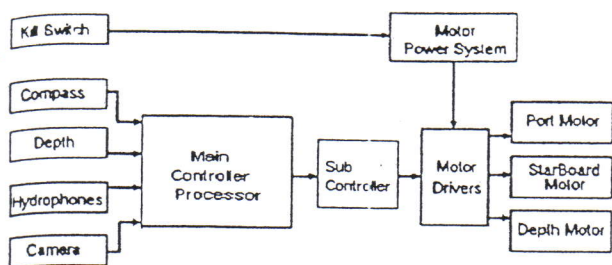 Kill Switch
Motor
Power System
Compass
Depth
Hydrophones
Camera
Main
Controller
Processor
Sub
Controller
Motor
Drivers
Port Motor
StarBoard
Motor
Depth Motor